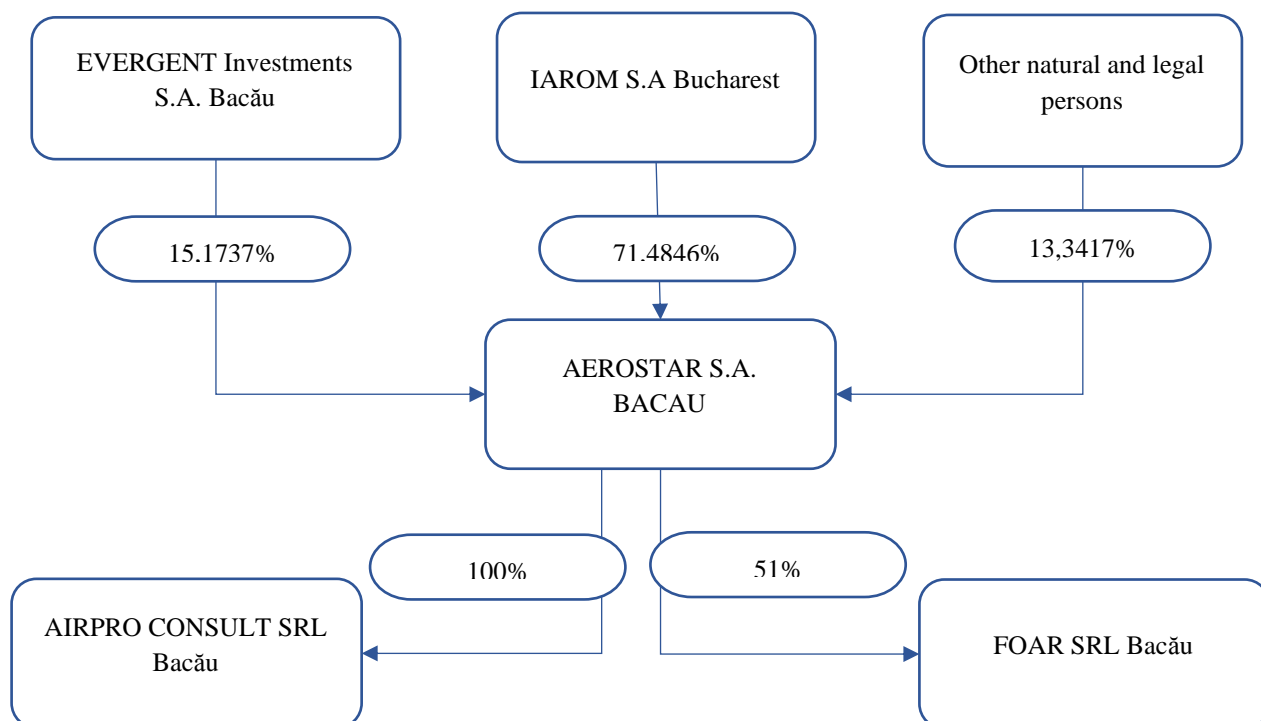 EVERGENT Investments
S.A. Bacău
IAROM S.A Bucharest
Other natural and legal
persons
15,1737%
71,4846%
13,3417%
AEROSTAR S.A.
BACAU
100%
51%
AIRPRO CONSULT SRL
Bacău
FOAR SRL Bacău